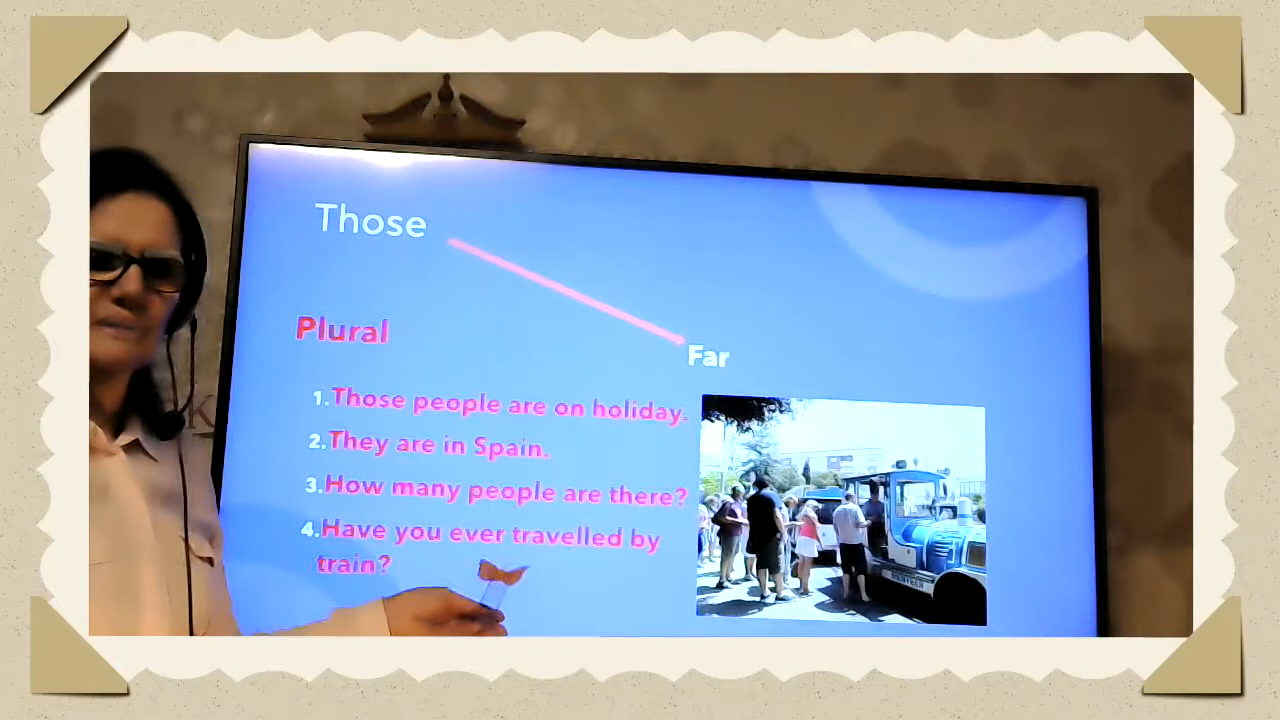 Those
Plural
Far
1.Those people are on holiday.
2.They are in Spain.
3.How many people are there?
4.Have you ever travelled by
train?